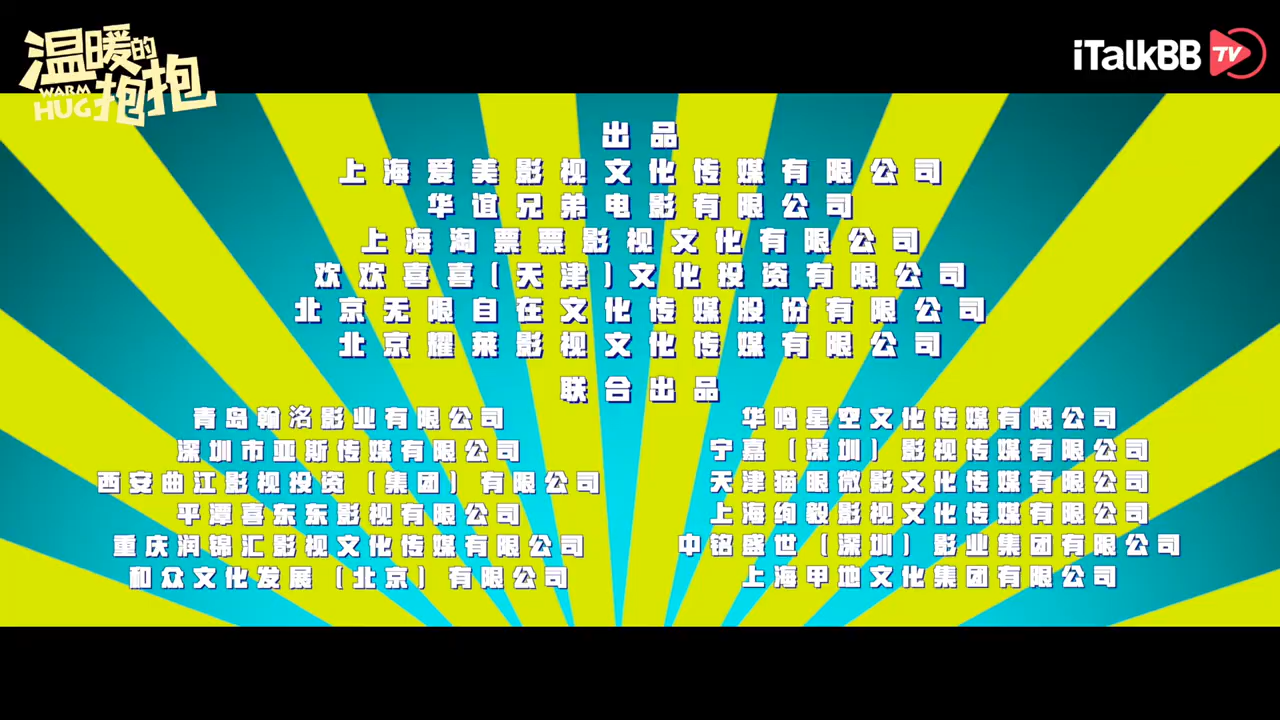 温暖的
抱抱
WARM
HUG
iTalkBB TV
出品
上海爱美影视文化传媒有限公司
华谊兄弟电影有限公司
上海淘票票影视文化有限公司
欢欢喜喜(天津)文化投资有限公司
北京无限自在文化传媒股份有限公司
北京耀莱影视文化传媒有限公司
联合出品
青岛翰洺影业有限公司
华鸣星空文化传媒有限公司
深圳市亚斯传媒有限公司
宁嘉(深圳)影视传媒有限公司
西安曲江影视投资(集团)有限公司
天津猫眼微影文化传媒有限公司
平潭喜东东影视有限公司
上海绚毅影视文化传媒有限公司
重庆润锦汇影视文化传媒有限公司
中铭盛世(深圳)影业集团有限公司
和众文化发展(北京)有限公司
上海甲地文化集团有限公司